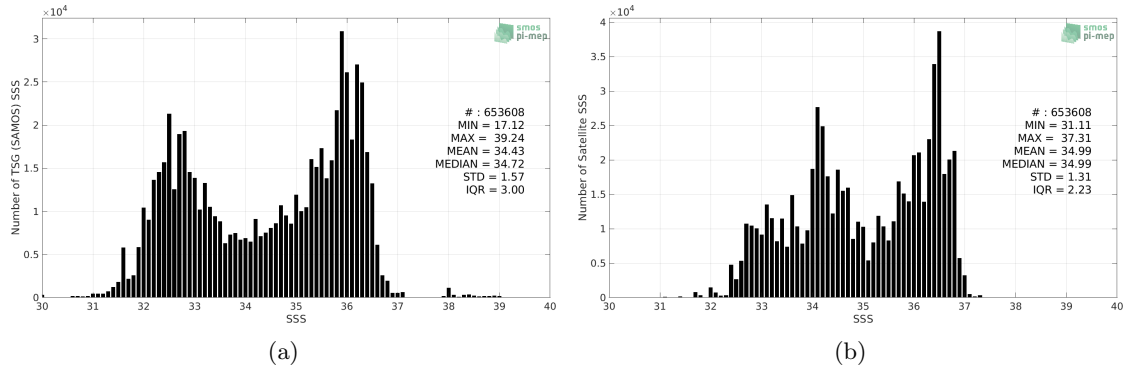 ×10^4
3
2.5
2
1.5
1
0.5
0
30 31 32 33 34 35 36 37 38 39 40
SSS
Number of TSG (SAMOS) SSS
smos
pi-mep
# : 653608
MIN = 17.12
MAX = 39.24
MEAN = 34.43
MEDIAN = 34.72
STD = 1.57
IQR = 3.00
(a)
×10^4
4
3.5
3
2.5
2
1.5
1
0.5
0
30 31 32 33 34 35 36 37 38 39 40
SSS
Number of Satellite SSS
smos
pi-mep
# : 653608
MIN = 31.11
MAX = 37.31
MEAN = 34.99
MEDIAN = 34.99
STD = 1.31
IQR = 2.23
(b)